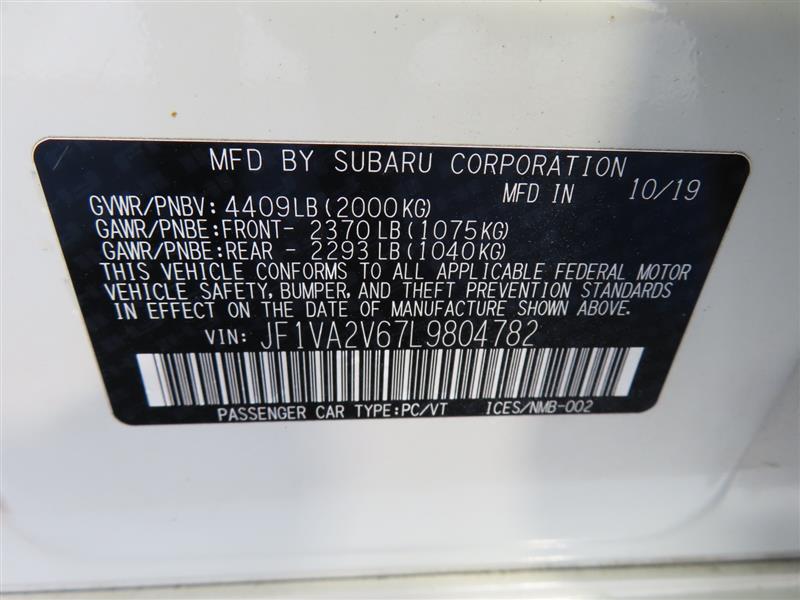 MFD BY SUBARU CORPORATION
MFD IN 10/19
GVWR/PNBV: 4409LB(2000KG)
GAWR/PNBE:FRONT- 2370LB(1075KG)
GAWR/PNBE:REAR - 2293LB(1040KG)
THIS VEHICLE CONFORMS TO ALL APPLICABLE FEDERAL MOTOR
VEHICLE SAFETY, BUMPER, AND THEFT PREVENTION STANDARDS
IN EFFECT ON THE DATE OF MANUFACTURE SHOWN ABOVE.
VIN: JF1VA2V67L9804782
PASSENGER CAR TYPE:PC/VT ICES/NMB-002